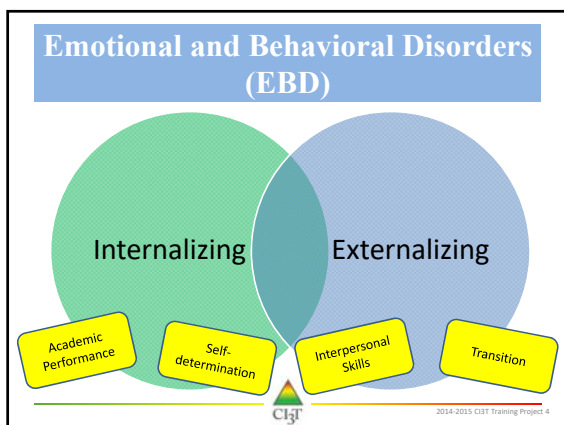 Emotional and Behavioral Disorders
(EBD)
Internalizing
Externalizing
Academic
Performance
Self-
determination
Interpersonal
Skills
Transition
CI3T
2014-2015 CI3T Training Project 4